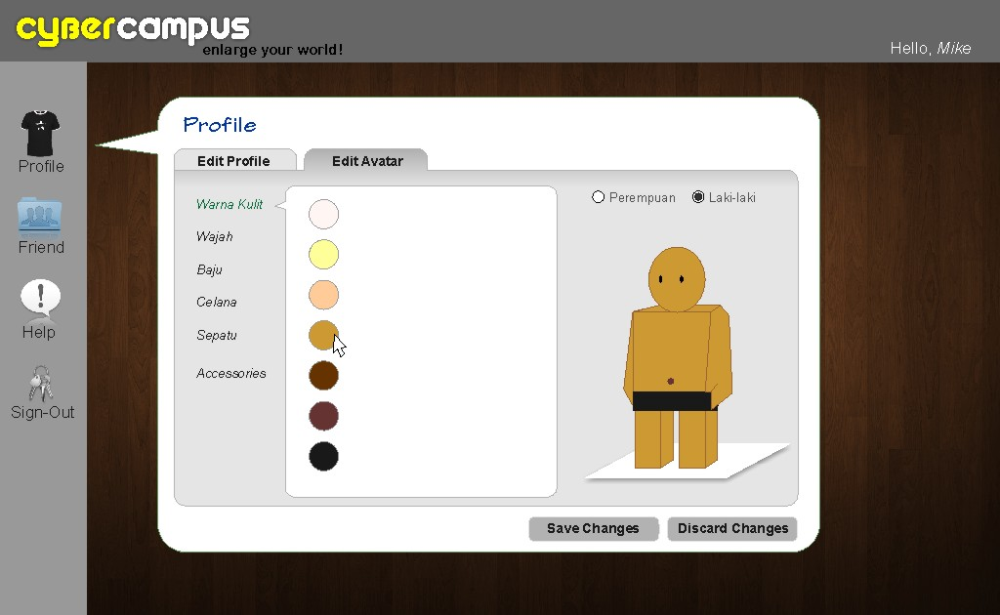 cyBercampus
enlarge your world!
Hello, Mike
Profile
Friend
Help
Sign-Out
Profile
Edit Profile
Edit Avatar
Warna Kulit
Wajah
Baju
Celana
Sepatu
Accessories
Perempuan
Laki-laki
Save Changes
Discard Changes